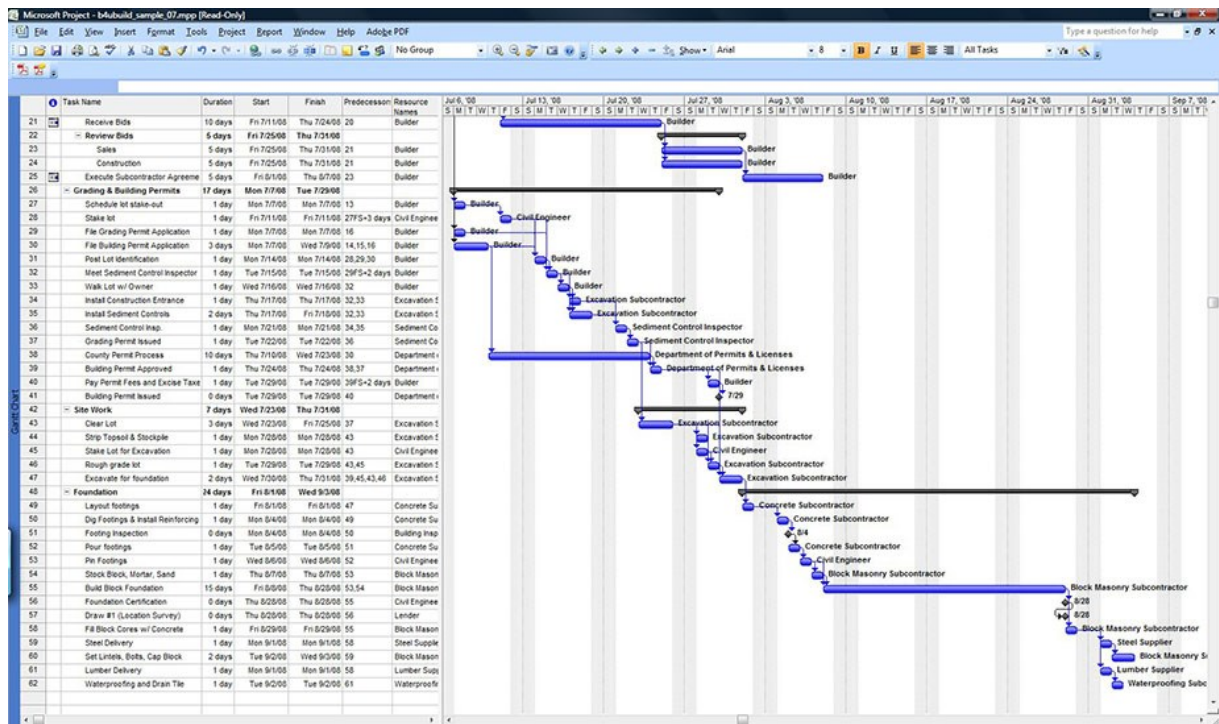 Microsoft Project - b4ubuild_sample_07.mpp [Read-Only]
File Edit View Insert Format Tools Project Report Window Help Adobe PDF Type a question for help
No Group Show Arial 8 B I U All Tasks
Task Name Duration Start Finish Predecessors Resource Names
Jul 6, '08 Jul 13, '08 Jul 20, '08 Jul 27, '08 Aug 3, '08 Aug 10, '08 Aug 17, '08 Aug 24, '08 Aug 31, '08 Sep 7, '08
S M T W T F S S M T W T F S S M T W T F S S M T W T F S S M T W T F S S M T W T F S S M T W T F S S M T W T F S S M T W T F S S M T
21 Receive Bids 10 days Fri 7/11/08 Thu 7/24/08 20 Builder Builder
22 Review Bids 5 days Fri 7/25/08 Thu 7/31/08
23 Sales 5 days Fri 7/25/08 Thu 7/31/08 21 Builder Builder
24 Construction 5 days Fri 7/25/08 Thu 7/31/08 21 Builder Builder
25 Execute Subcontractor Agreeme 5 days Fri 8/1/08 Thu 8/7/08 23 Builder Builder
26 Grading & Building Permits 17 days Mon 7/7/08 Tue 7/29/08
27 Schedule lot stake-out 1 day Mon 7/7/08 Mon 7/7/08 13 Builder Builder
28 Stake lot 1 day Fri 7/11/08 Fri 7/11/08 27FS+3 days Civil Enginee Civil Engineer
29 File Grading Permit Application 1 day Mon 7/7/08 Mon 7/7/08 16 Builder Builder
30 File Building Permit Application 3 days Mon 7/7/08 Wed 7/9/08 14,15,16 Builder Builder
31 Post Lot Identification 1 day Mon 7/14/08 Mon 7/14/08 28,29,30 Builder Builder
32 Meet Sediment Control Inspector 1 day Tue 7/15/08 Tue 7/15/08 29FS+2 days Builder Builder
33 Walk Lot w/ Owner 1 day Wed 7/16/08 Wed 7/16/08 32 Builder Builder
34 Install Construction Entrance 1 day Thu 7/17/08 Thu 7/17/08 32,33 Excavation S Excavation Subcontractor
35 Install Sediment Controls 2 days Thu 7/17/08 Fri 7/18/08 32,33 Excavation S Excavation Subcontractor
36 Sediment Control Insp. 1 day Mon 7/21/08 Mon 7/21/08 34,35 Sediment Co Sediment Control Inspector
37 Grading Permit Issued 1 day Tue 7/22/08 Tue 7/22/08 36 Sediment Co Sediment Control Inspector
38 County Permit Process 10 days Thu 7/10/08 Wed 7/23/08 30 Department Department of Permits & Licenses
39 Building Permit Approved 1 day Thu 7/24/08 Thu 7/24/08 38,37 Department Department of Permits & Licenses
40 Pay Permit Fees and Excise Taxe 1 day Tue 7/29/08 Tue 7/29/08 39FS+2 days Builder Builder
41 Building Permit Issued 0 days Tue 7/29/08 Tue 7/29/08 40 Department 7/29
42 Site Work 7 days Wed 7/23/08 Thu 7/31/08
43 Clear Lot 3 days Wed 7/23/08 Fri 7/25/08 37 Excavation S Excavation Subcontractor
44 Strip Topsoil & Stockpile 1 day Mon 7/28/08 Mon 7/28/08 43 Excavation S Excavation Subcontractor
45 Stake Lot for Excavation 1 day Mon 7/28/08 Mon 7/28/08 43 Civil Enginee Civil Engineer
46 Rough grade lot 1 day Tue 7/29/08 Tue 7/29/08 43,45 Excavation S Excavation Subcontractor
47 Excavate for foundation 2 days Wed 7/30/08 Thu 7/31/08 39,45,43,46 Excavation S Excavation Subcontractor
48 Foundation 24 days Fri 8/1/08 Wed 9/3/08
49 Layout footings 1 day Fri 8/1/08 Fri 8/1/08 47 Concrete Su Concrete Subcontractor
50 Dig Footings & Install Reinforcing 1 day Mon 8/4/08 Mon 8/4/08 49 Concrete Su Concrete Subcontractor
51 Footing Inspection 0 days Mon 8/4/08 Mon 8/4/08 50 Building Insp 8/4
52 Pour footings 1 day Tue 8/5/08 Tue 8/5/08 51 Concrete Su Concrete Subcontractor
53 Pin Footings 1 day Wed 8/6/08 Wed 8/6/08 52 Civil Enginee Civil Engineer
54 Stock Block, Mortar, Sand 1 day Thu 8/7/08 Thu 8/7/08 53 Block Mason Block Masonry Subcontractor
55 Build Block Foundation 15 days Fri 8/8/08 Thu 8/28/08 53,54 Block Mason Block Masonry Subcontractor
56 Foundation Certification 0 days Thu 8/28/08 Thu 8/28/08 55 Civil Enginee 8/28
57 Draw #1 (Location Survey) 0 days Thu 8/28/08 Thu 8/28/08 56 Lender 8/28
58 Fill Block Cores w/ Concrete 1 day Fri 8/29/08 Fri 8/29/08 55 Block Mason Block Masonry Subcontractor
59 Steel Delivery 1 day Mon 9/1/08 Mon 9/1/08 58 Steel Supplie Steel Supplier
60 Set Lintels, Bolts, Cap Block 2 days Tue 9/2/08 Wed 9/3/08 59 Block Mason Block Masonry S
61 Lumber Delivery 1 day Mon 9/1/08 Mon 9/1/08 58 Lumber Supp Lumber Supplier
62 Waterproofing and Drain Tile 1 day Tue 9/2/08 Tue 9/2/08 61 Waterproofin Waterproofing Subc
Gantt Chart